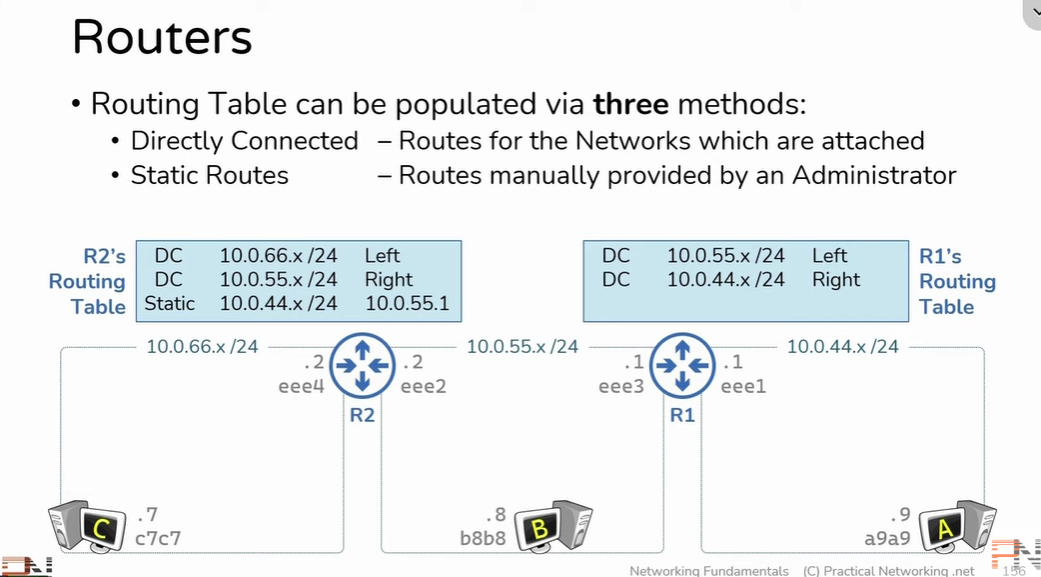 Routers
• Routing Table can be populated via three methods:
• Directly Connected – Routes for the Networks which are attached
• Static Routes – Routes manually provided by an Administrator
R2's Routing Table
DC 10.0.66.x /24 Left
DC 10.0.55.x /24 Right
Static 10.0.44.x /24 10.0.55.1
DC 10.0.55.x /24 Left
DC 10.0.44.x /24 Right
R1's Routing Table
10.0.66.x /24
10.0.55.x /24
10.0.44.x /24
.2
eee4
.2
eee2
R2
.1
eee3
.1
eee1
R1
C
.7
c7c7
.8
b8b8
B
.9
a9a9
A
PN
Networking Fundamentals (C) Practical Networking .net 156